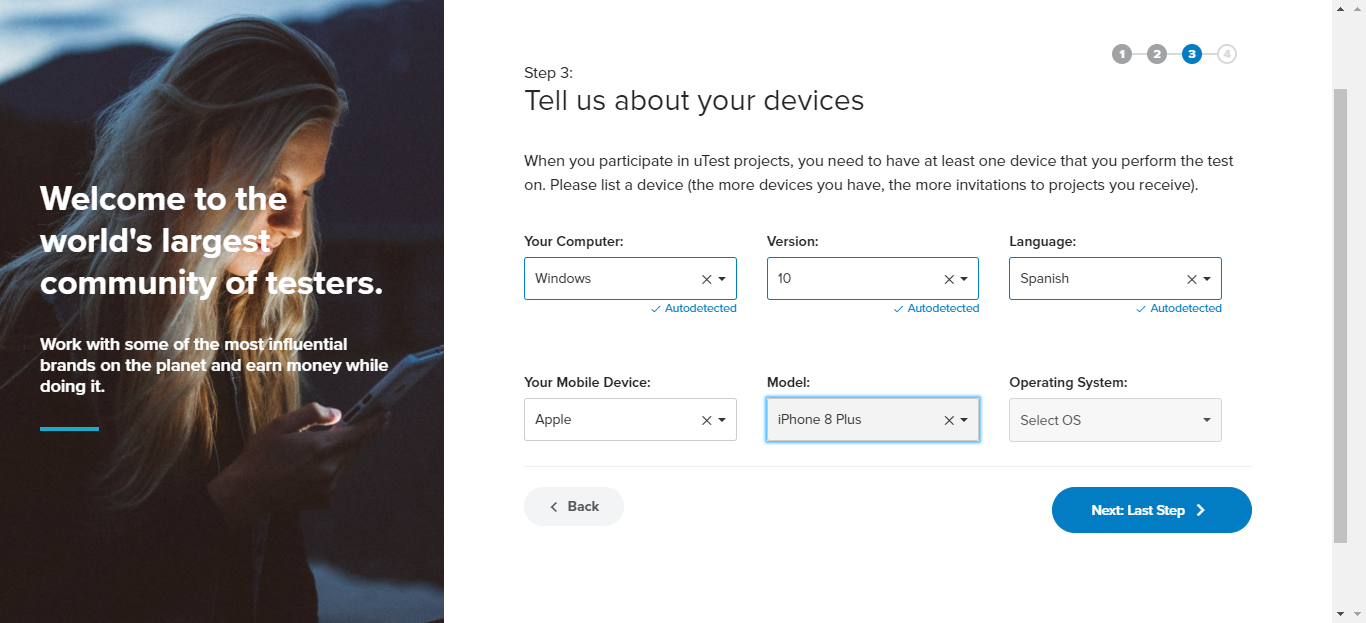 Welcome to the
world's largest
community of testers.
Work with some of the most influential
brands on the planet and earn money while
doing it.
1 2 3 4
Step 3:
Tell us about your devices
When you participate in uTest projects, you need to have at least one device that you perform the test
on. Please list a device (the more devices you have, the more invitations to projects you receive).
Your Computer: Version: Language:
Windows 10 Spanish
Autodetected Autodetected Autodetected
Your Mobile Device: Model: Operating System:
Apple iPhone 8 Plus Select OS
Back Next: Last Step